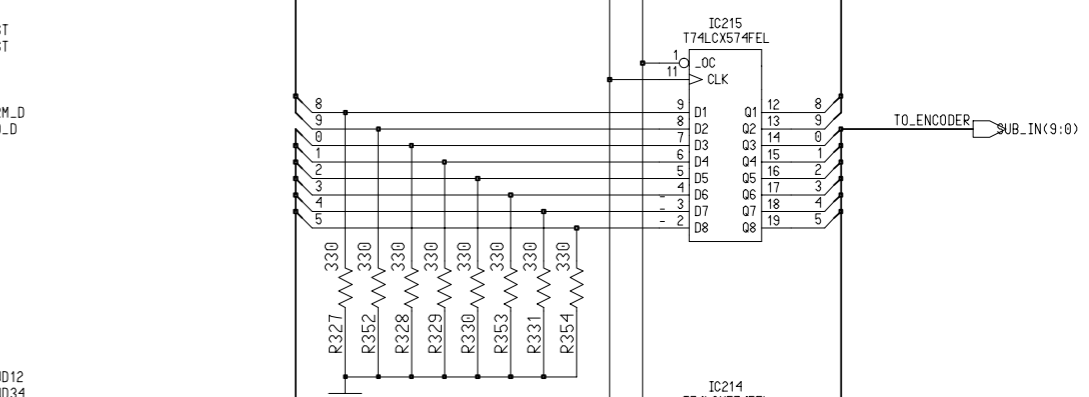 IC215
T74LCX574FEL
1 _OC
11 CLK
8 9 D1 Q1 12 8
9 8 D2 Q2 13 9
0 7 D3 Q3 14 0
1 6 D4 Q4 15 1
2 5 D5 Q5 16 2
3 4 D6 Q6 17 3
4 3 D7 Q7 18 4
5 2 D8 Q8 19 5
TO_ENCODER
SUB_IN(9:0)
330 330 330 330 330 330 330 330
R327 R352 R328 R329 R330 R353 R331 R354
IC214